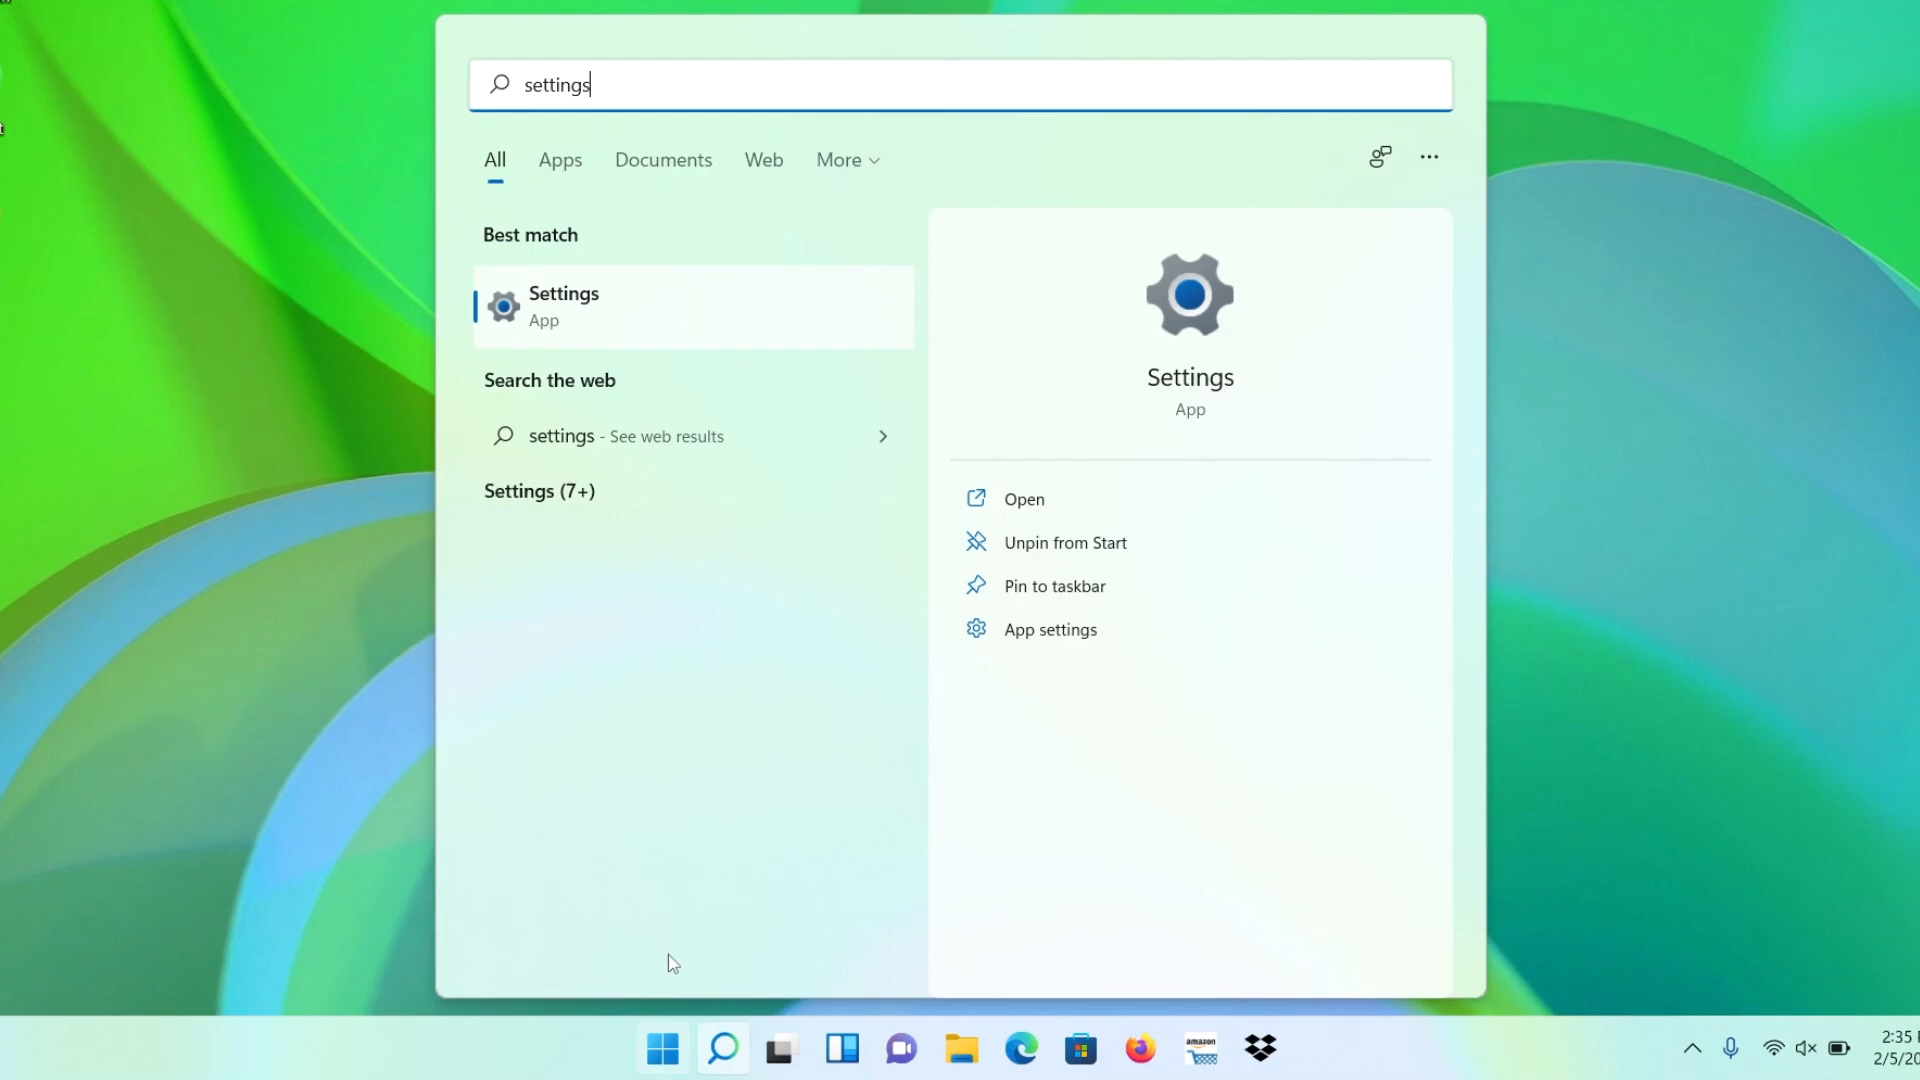 settings
All Apps Documents Web More
Best match
Settings
App
Search the web
settings - See web results
Settings (7+)
Settings
App
Open
Unpin from Start
Pin to taskbar
App settings
amazon
2:35
2/5/20